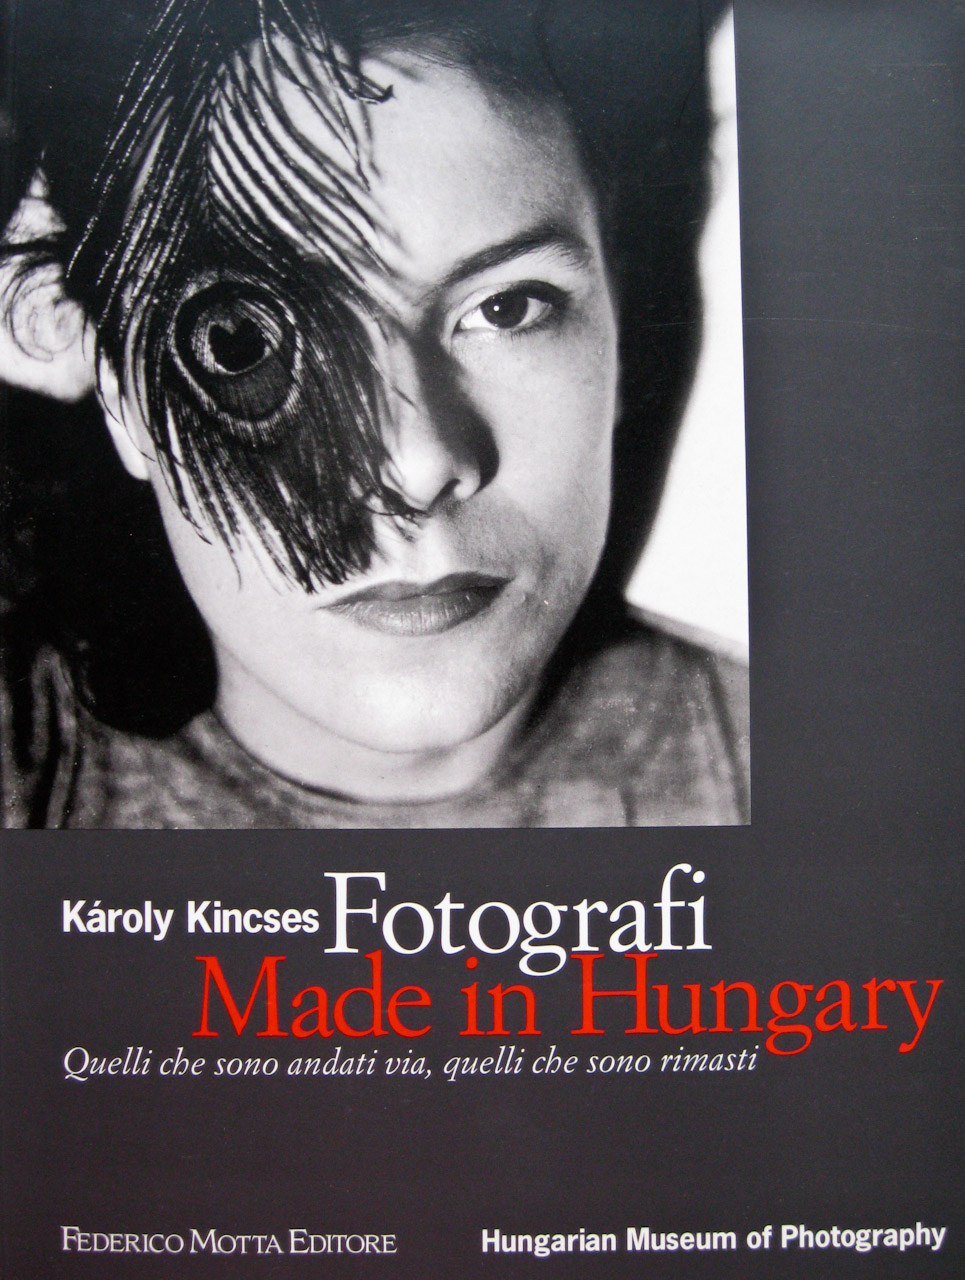 Károly Kincses Fotografi
Made in Hungary
Quelli che sono andati via, quelli che sono rimasti
FEDERICO MOTTA EDITORE
Hungarian Museum of Photography